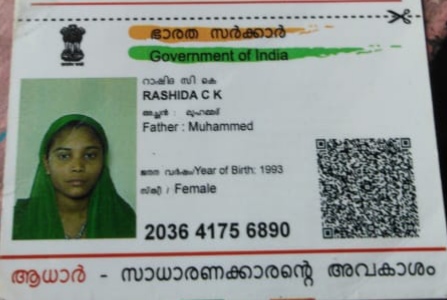 ഭാരത സർക്കാർ
Government of India
റാഷിദ സി കെ
RASHIDA C K
അച്ഛൻ : മുഹമ്മദ്
Father : Muhammed
ജനന വർഷം/Year of Birth: 1993
സ്ത്രീ / Female
2036 4175 6890
ആധാർ - സാധാരണക്കാരന്റെ അവകാശം